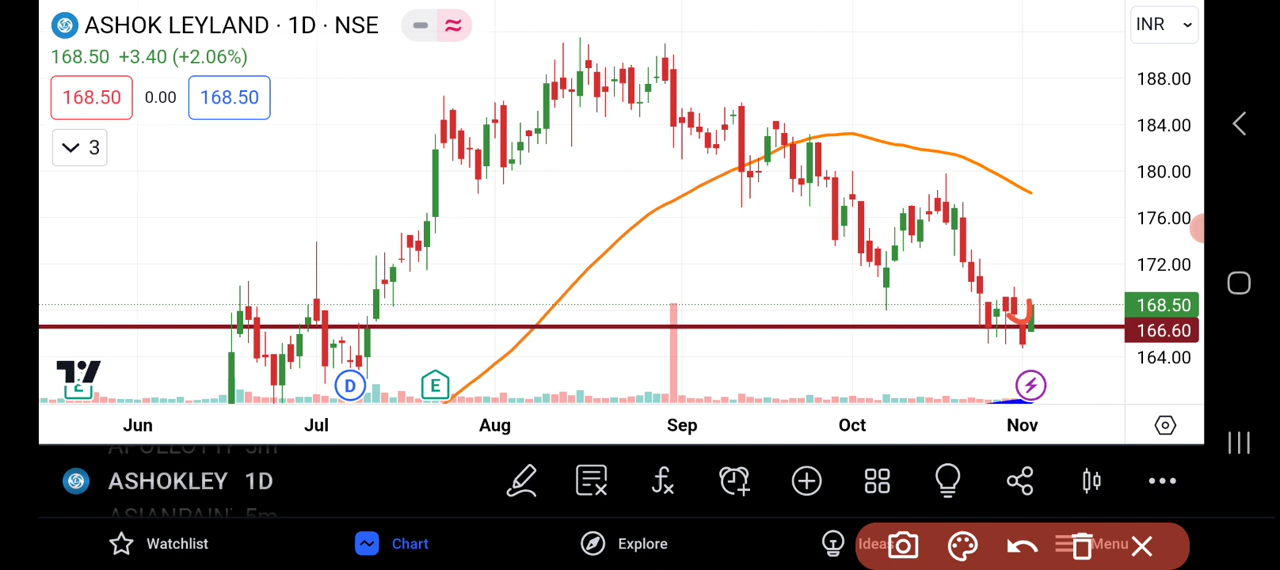 ASHOK LEYLAND · 1D · NSE
INR
168.50 +3.40 (+2.06%)
168.50 0.00 168.50
3
188.00
184.00
180.00
176.00
172.00
168.50
166.60
164.00
E D E
Jun Jul Aug Sep Oct Nov
ASHOKLEY 1D
Watchlist Chart Explore Ideas Menu